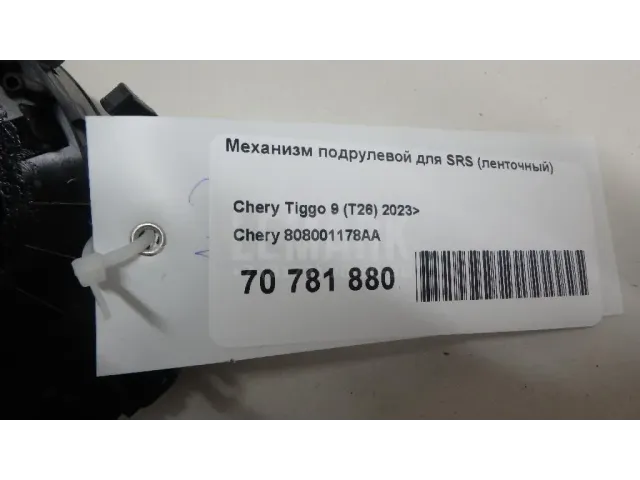 Механизм подрулевой для SRS (ленточный)
Chery Tiggo 9 (T26) 2023>
Chery 808001178AA
70 781 880